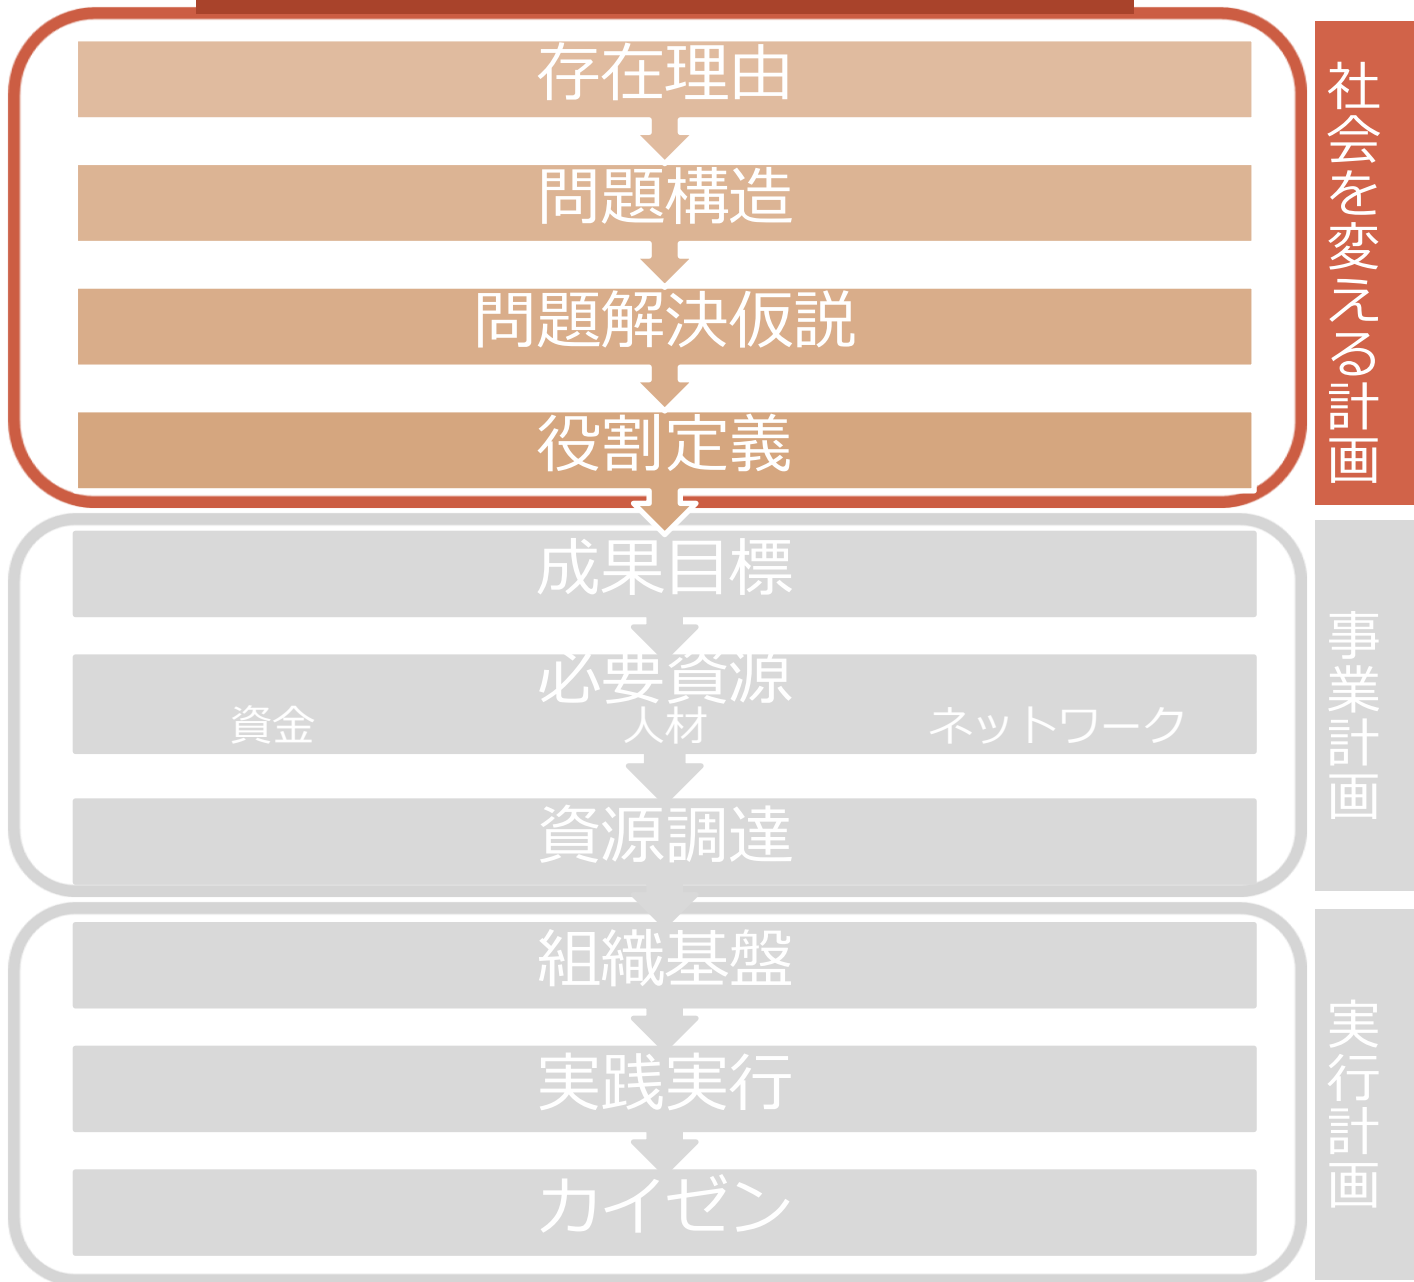 存在理由
問題構造
問題解決仮説
役割定義
社会を変える計画
成果目標
必要資源
資金 人材 ネットワーク
資源調達
事業計画
組織基盤
実践実行
カイゼン
実行計画